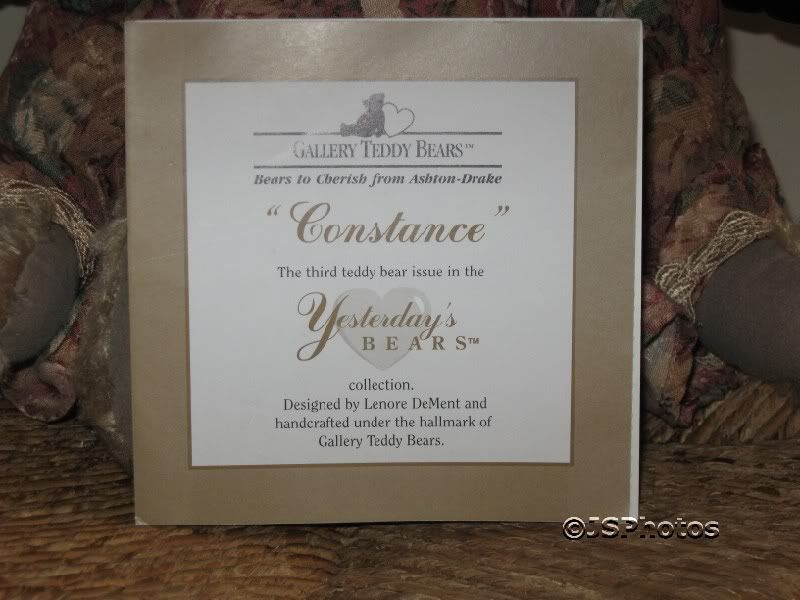 GALLERY TEDDY BEARS™
Bears to Cherish from Ashton-Drake
“Constance”
The third teddy bear issue in the
Yesterday's
BEARS™
collection.
Designed by Lenore DeMent and
handcrafted under the hallmark of
Gallery Teddy Bears.
©JSPhotos